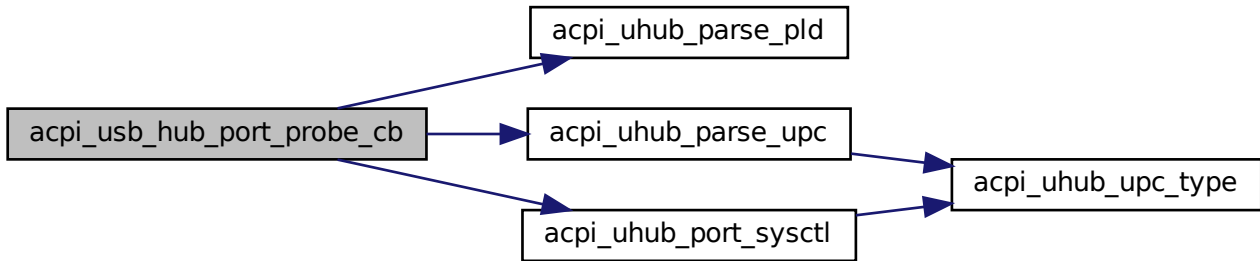 acpi_uhub_parse_pld
acpi_usb_hub_port_probe_cb
acpi_uhub_parse_upc
acpi_uhub_upc_type
acpi_uhub_port_sysctl